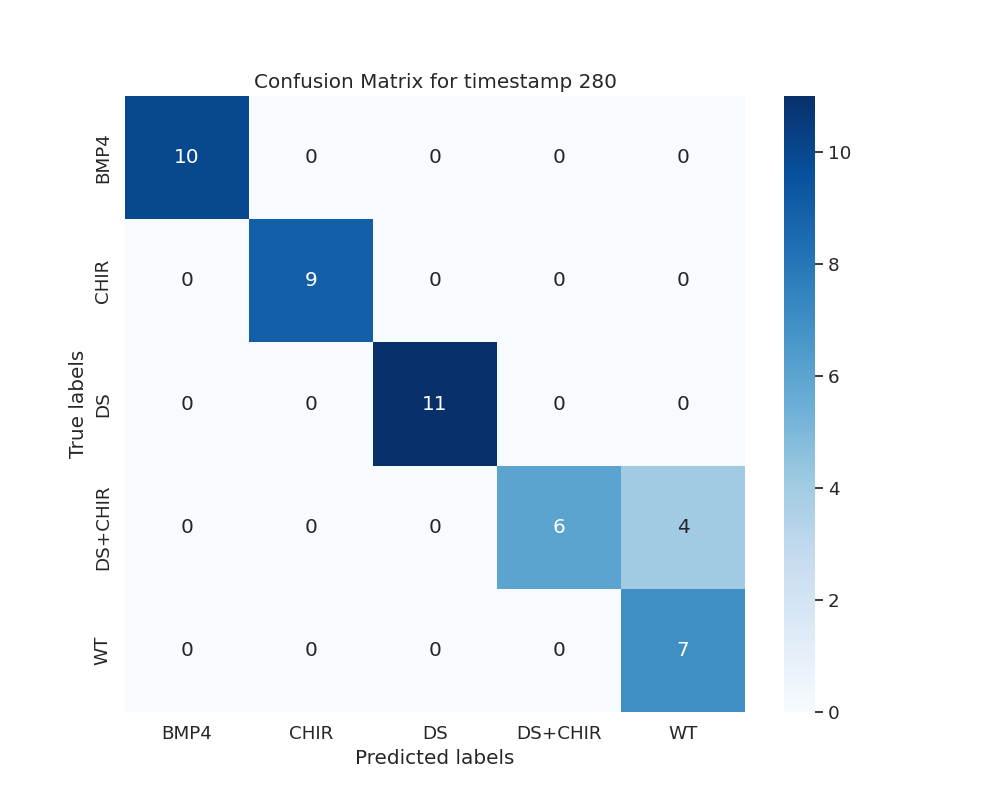 Confusion Matrix for timestamp 280
True labels
BMP4
10 0 0 0 0
CHIR
0 9 0 0 0
DS
0 0 11 0 0
DS+CHIR
0 0 0 6 4
WT
0 0 0 0 7
BMP4 CHIR DS DS+CHIR WT
Predicted labels
10
8
6
4
2
0